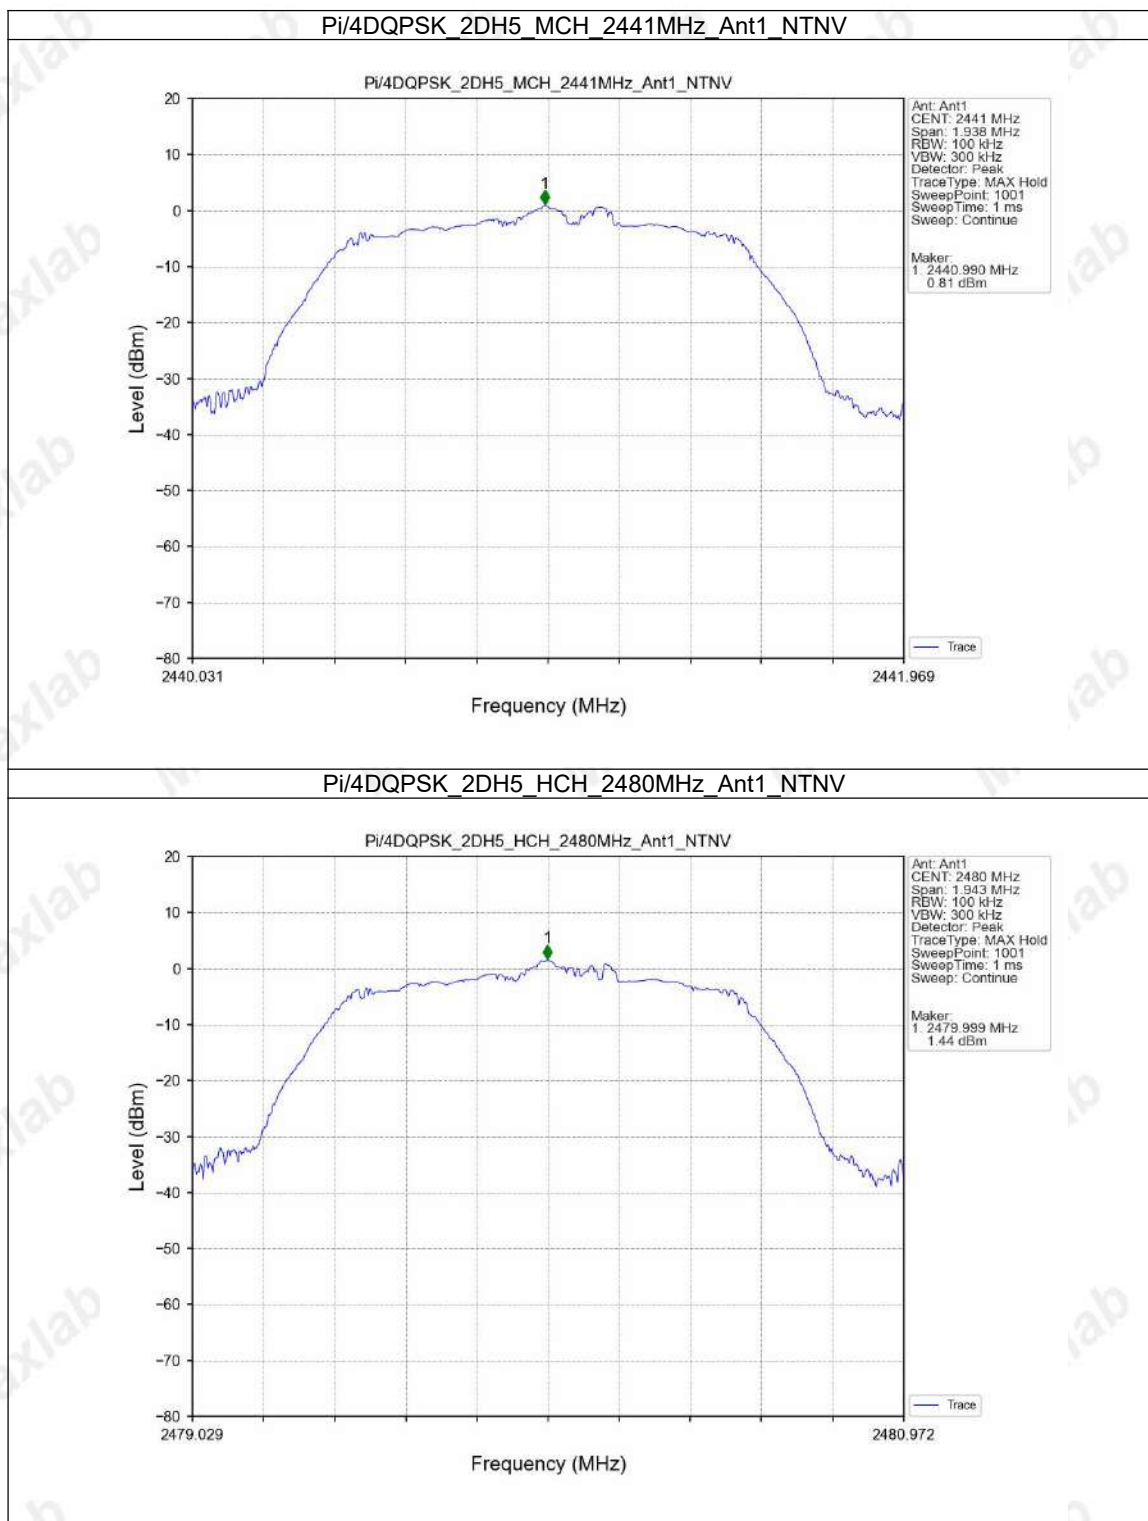 Pi/4DQPSK_2DH5_MCH_2441MHz_Ant1_NTNV
Pi/4DQPSK_2DH5_MCH_2441MHz_Ant1_NTNV
20
10
0
−10
−20
−30
−40
−50
−60
−70
−80
Level (dBm)
1
2440.031
2441.969
Frequency (MHz)
Ant: Ant1
CENT: 2441 MHz
Span: 1.938 MHz
RBW: 100 kHz
VBW: 300 kHz
Detector: Peak
TraceType: MAX Hold
SweepPoint: 1001
SweepTime: 1 ms
Sweep: Continue
Maker:
1. 2440.990 MHz
0.81 dBm
Trace
Pi/4DQPSK_2DH5_HCH_2480MHz_Ant1_NTNV
Pi/4DQPSK_2DH5_HCH_2480MHz_Ant1_NTNV
20
10
0
−10
−20
−30
−40
−50
−60
−70
−80
Level (dBm)
1
2479.029
2480.972
Frequency (MHz)
Ant: Ant1
CENT: 2480 MHz
Span: 1.943 MHz
RBW: 100 kHz
VBW: 300 kHz
Detector: Peak
TraceType: MAX Hold
SweepPoint: 1001
SweepTime: 1 ms
Sweep: Continue
Maker:
1. 2479.999 MHz
1.44 dBm
Trace